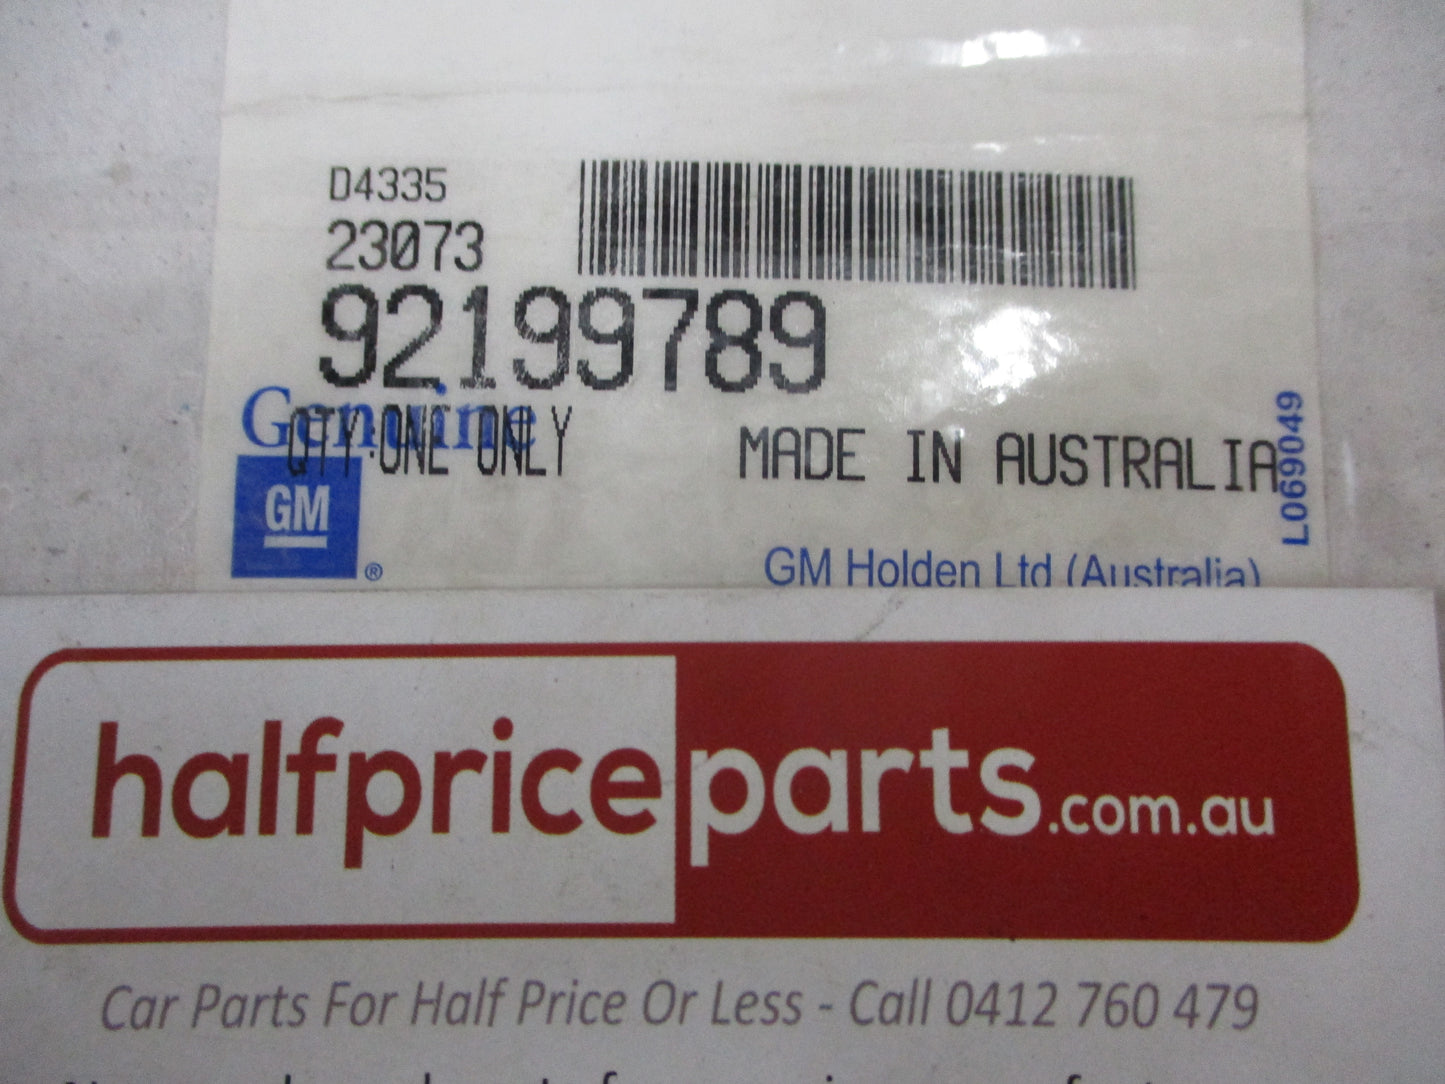 D4335
23073
92199789
Genuine
QTY:ONE ONLY
MADE IN AUSTRALIA
L069049
GM
®
GM Holden Ltd (Australia)
halfpriceparts.com.au
Car Parts For Half Price Or Less - Call 0412 760 479